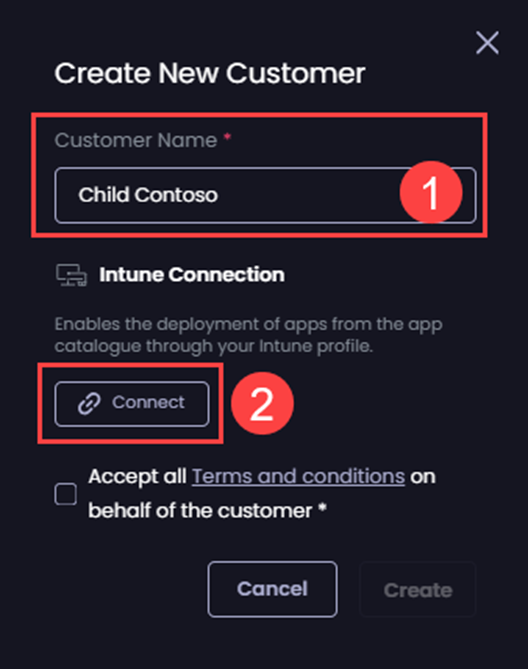 Create New Customer
Customer Name *
Child Contoso
1
Intune Connection
Enables the deployment of apps from the app
catalogue through your Intune profile.
Connect
2
Accept all Terms and conditions on
behalf of the customer *
Cancel
Create